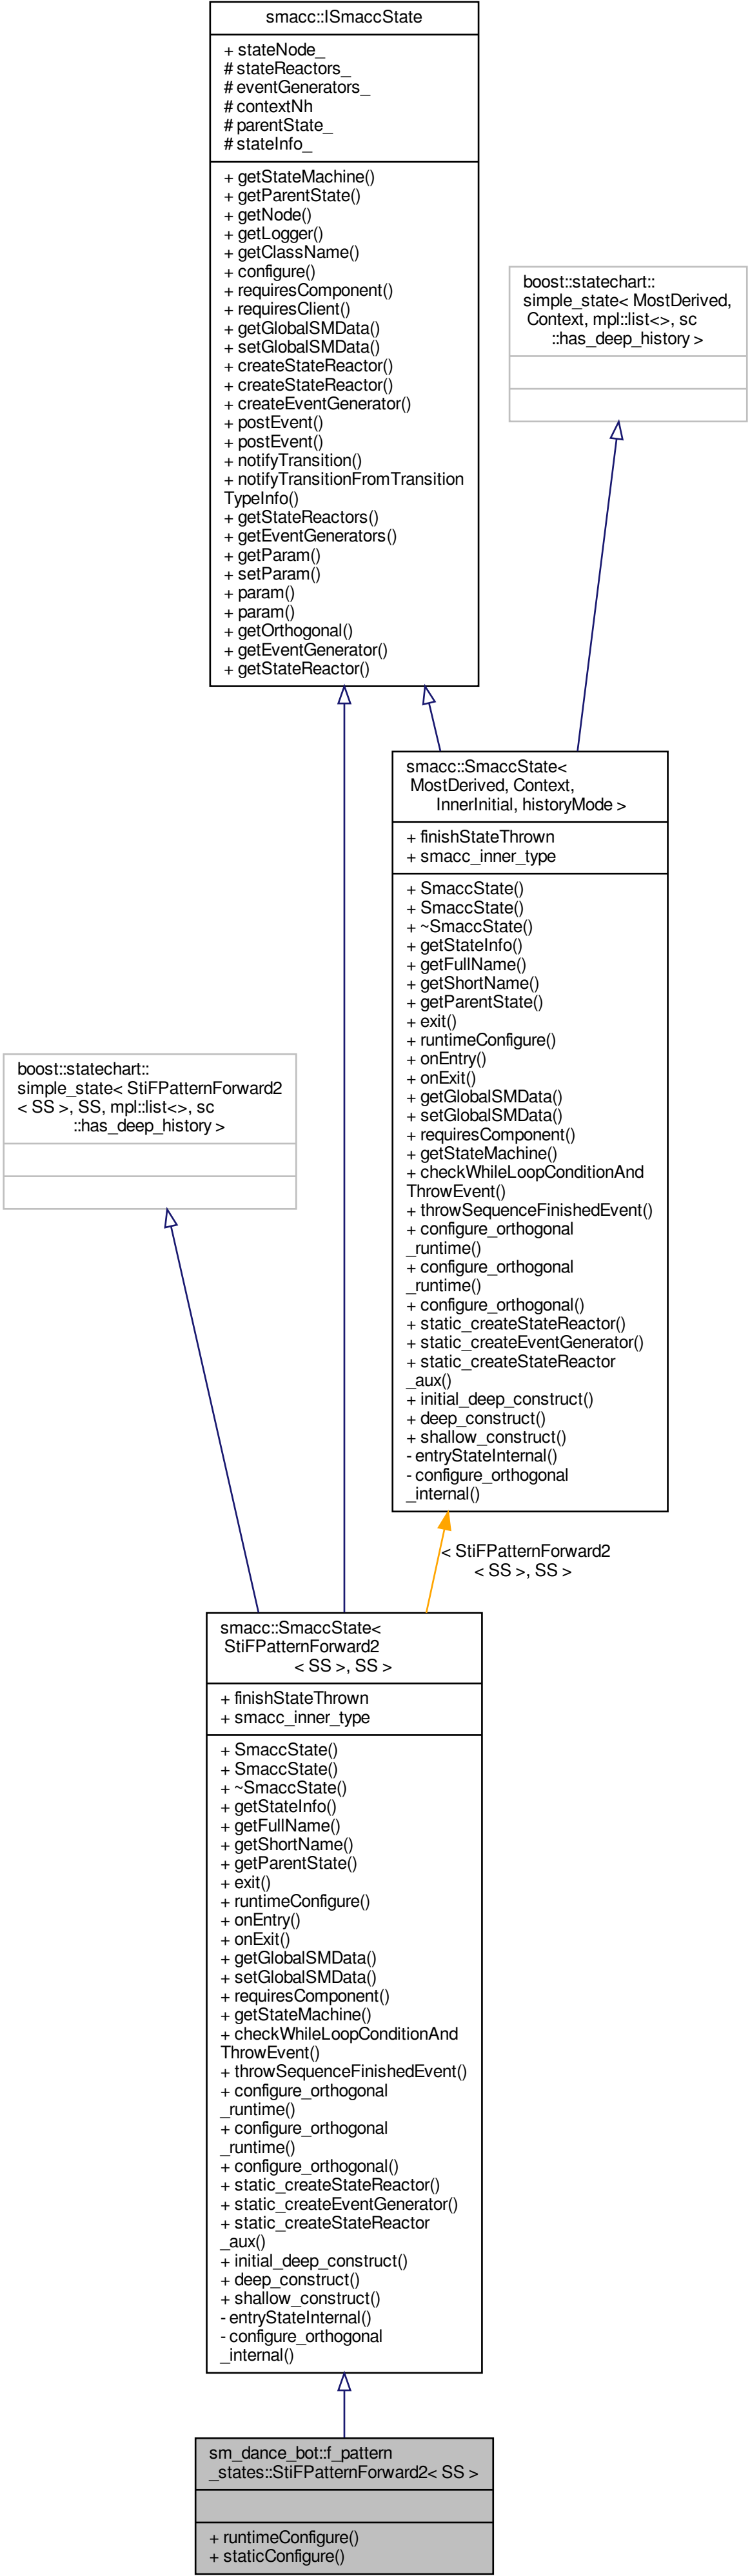 smacc::ISmaccState
+ stateNode_
# stateReactors_
# eventGenerators_
# contextNh
# parentState_
# stateInfo_
+ getStateMachine()
+ getParentState()
+ getNode()
+ getLogger()
+ getClassName()
+ configure()
+ requiresComponent()
+ requiresClient()
+ getGlobalSMData()
+ setGlobalSMData()
+ createStateReactor()
+ createStateReactor()
+ createEventGenerator()
+ postEvent()
+ postEvent()
+ notifyTransition()
+ notifyTransitionFromTransition
TypeInfo()
+ getStateReactors()
+ getEventGenerators()
+ getParam()
+ setParam()
+ param()
+ param()
+ getOrthogonal()
+ getEventGenerator()
+ getStateReactor()
boost::statechart::
simple_state< MostDerived,
Context, mpl::list<>, sc
::has_deep_history >
smacc::SmaccState<
MostDerived, Context,
InnerInitial, historyMode >
+ finishStateThrown
+ smacc_inner_type
+ SmaccState()
+ SmaccState()
+ ~SmaccState()
+ getStateInfo()
+ getFullName()
+ getShortName()
+ getParentState()
+ exit()
+ runtimeConfigure()
+ onEntry()
+ onExit()
+ getGlobalSMData()
+ setGlobalSMData()
+ requiresComponent()
+ getStateMachine()
+ checkWhileLoopConditionAnd
ThrowEvent()
+ throwSequenceFinishedEvent()
+ configure_orthogonal
_runtime()
+ configure_orthogonal
_runtime()
+ configure_orthogonal()
+ static_createStateReactor()
+ static_createEventGenerator()
+ static_createStateReactor
_aux()
+ initial_deep_construct()
+ deep_construct()
+ shallow_construct()
- entryStateInternal()
- configure_orthogonal
_internal()
boost::statechart::
simple_state< StiFPatternForward2
< SS >, SS, mpl::list<>, sc
::has_deep_history >
< StiFPatternForward2
< SS >, SS >
smacc::SmaccState<
StiFPatternForward2
< SS >, SS >
+ finishStateThrown
+ smacc_inner_type
+ SmaccState()
+ SmaccState()
+ ~SmaccState()
+ getStateInfo()
+ getFullName()
+ getShortName()
+ getParentState()
+ exit()
+ runtimeConfigure()
+ onEntry()
+ onExit()
+ getGlobalSMData()
+ setGlobalSMData()
+ requiresComponent()
+ getStateMachine()
+ checkWhileLoopConditionAnd
ThrowEvent()
+ throwSequenceFinishedEvent()
+ configure_orthogonal
_runtime()
+ configure_orthogonal
_runtime()
+ configure_orthogonal()
+ static_createStateReactor()
+ static_createEventGenerator()
+ static_createStateReactor
_aux()
+ initial_deep_construct()
+ deep_construct()
+ shallow_construct()
- entryStateInternal()
- configure_orthogonal
_internal()
sm_dance_bot::f_pattern
_states::StiFPatternForward2< SS >
+ runtimeConfigure()
+ staticConfigure()